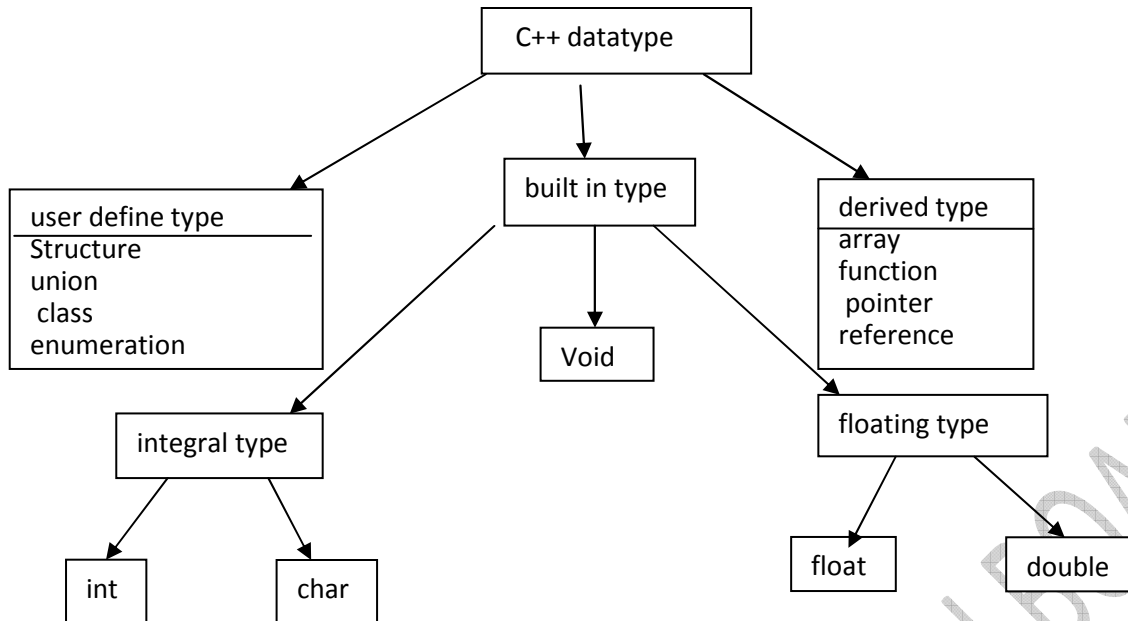 C++ datatype
built in type
user define type
Structure
union
class
enumeration
derived type
array
function
pointer
reference
Void
integral type
floating type
int
char
float
double